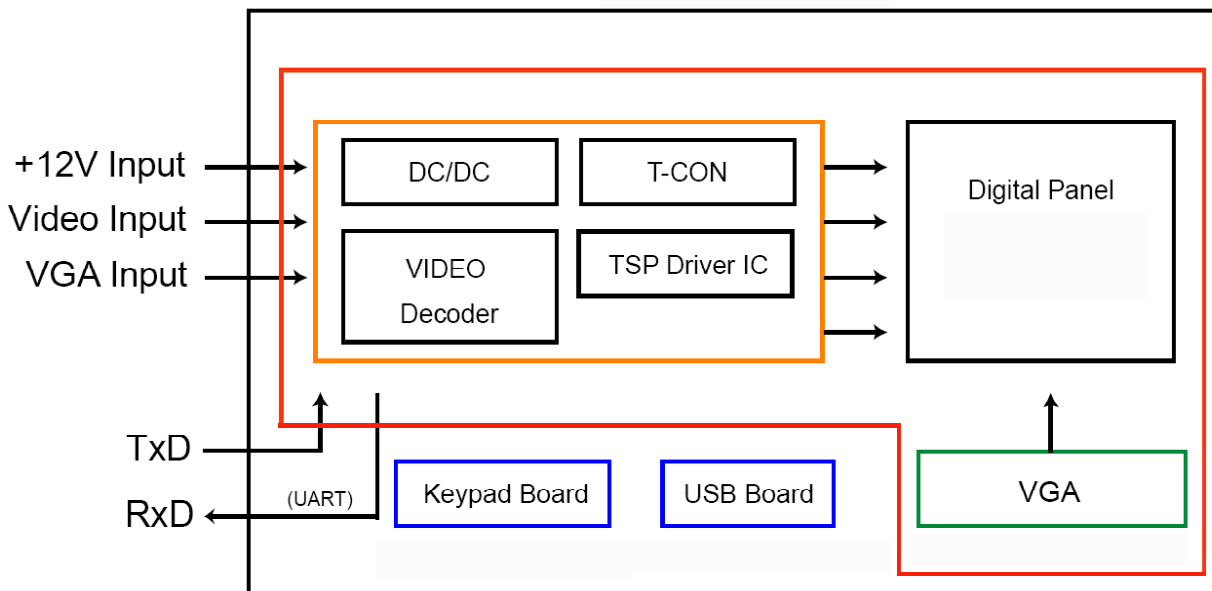 +12V Input
Video Input
VGA Input
DC/DC
T-CON
VIDEO
Decoder
TSP Driver IC
Digital Panel
TxD
RxD
(UART)
Keypad Board
USB Board
VGA